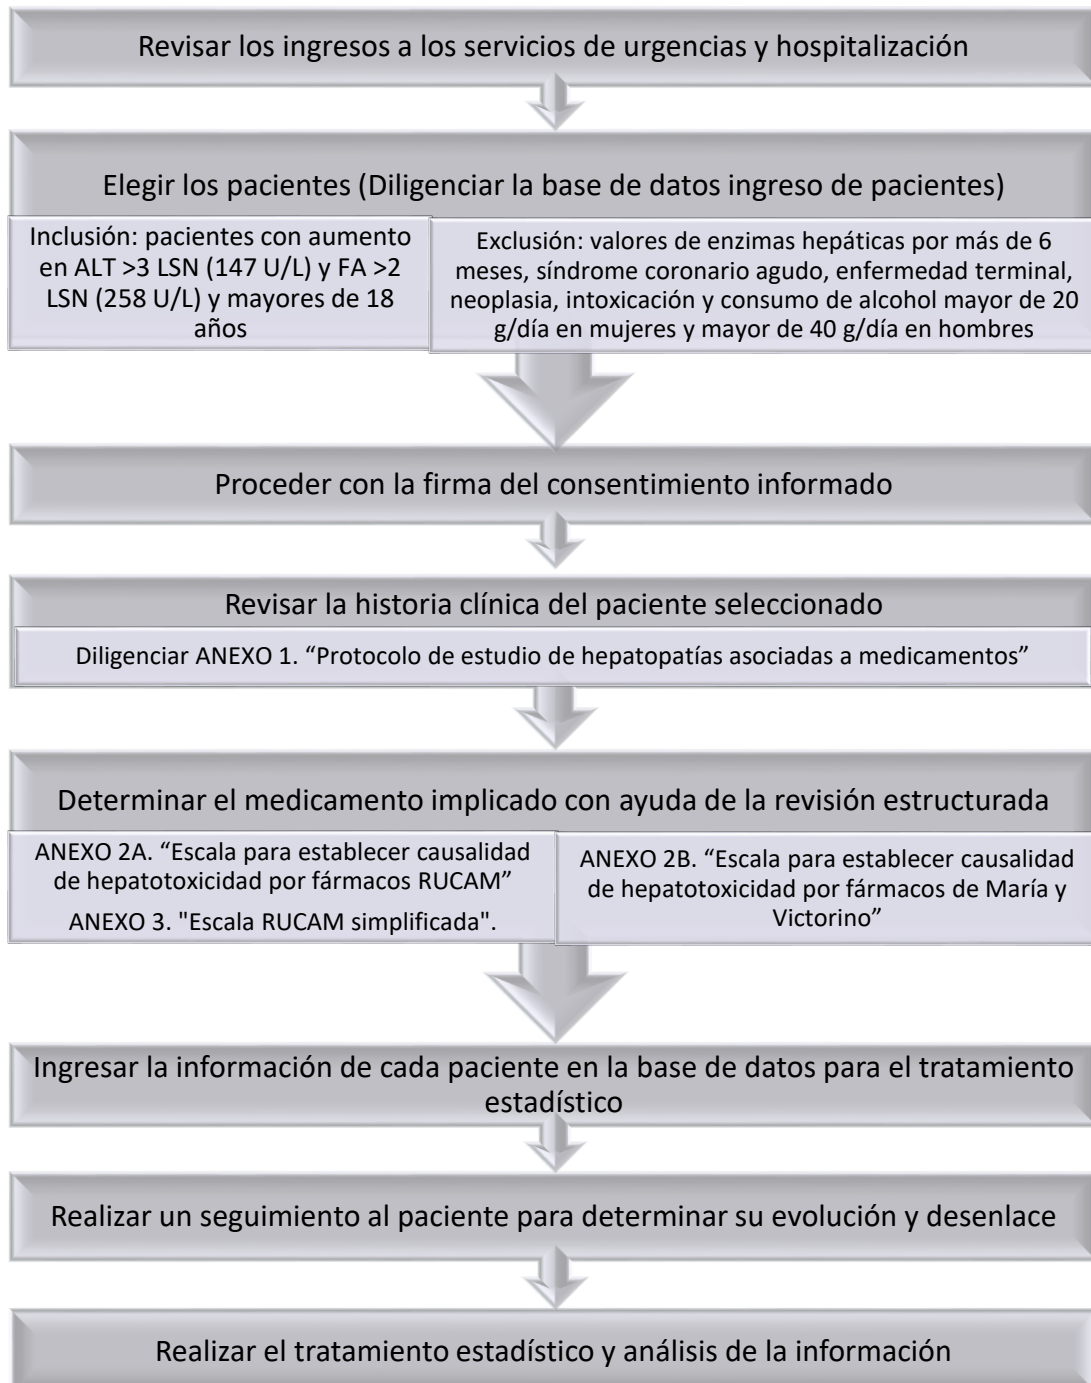 Revisar los ingresos a los servicios de urgencias y hospitalización
Elegir los pacientes (Diligenciar la base de datos ingreso de pacientes)
Inclusión: pacientes con aumento
en ALT >3 LSN (147 U/L) y FA >2
LSN (258 U/L) y mayores de 18
años
Exclusión: valores de enzimas hepáticas por más de 6
meses, síndrome coronario agudo, enfermedad terminal,
neoplasia, intoxicación y consumo de alcohol mayor de 20
g/día en mujeres y mayor de 40 g/día en hombres
Proceder con la firma del consentimiento informado
Revisar la historia clínica del paciente seleccionado
Diligenciar ANEXO 1. “Protocolo de estudio de hepatopatías asociadas a medicamentos”
Determinar el medicamento implicado con ayuda de la revisión estructurada
ANEXO 2A. “Escala para establecer causalidad
de hepatotoxicidad por fármacos RUCAM”
ANEXO 3. "Escala RUCAM simplificada".
ANEXO 2B. “Escala para establecer causalidad
de hepatotoxicidad por fármacos de María y
Victorino”
Ingresar la información de cada paciente en la base de datos para el tratamiento
estadístico
Realizar un seguimiento al paciente para determinar su evolución y desenlace
Realizar el tratamiento estadístico y análisis de la información